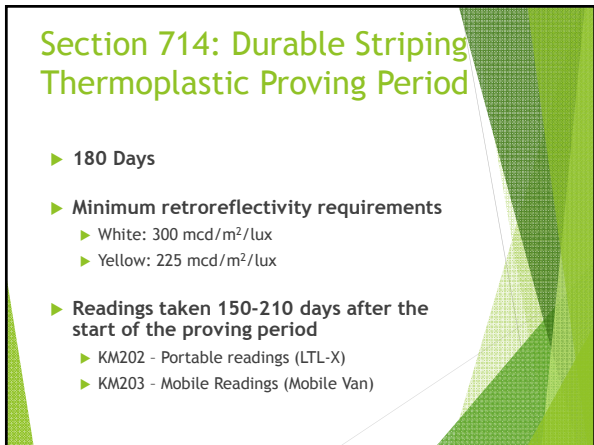 Section 714: Durable Striping
Thermoplastic Proving Period
▶ 180 Days
▶ Minimum retroreflectivity requirements
▶ White: 300 mcd/m²/lux
▶ Yellow: 225 mcd/m²/lux
▶ Readings taken 150-210 days after the
start of the proving period
▶ KM202 – Portable readings (LTL-X)
▶ KM203 – Mobile Readings (Mobile Van)